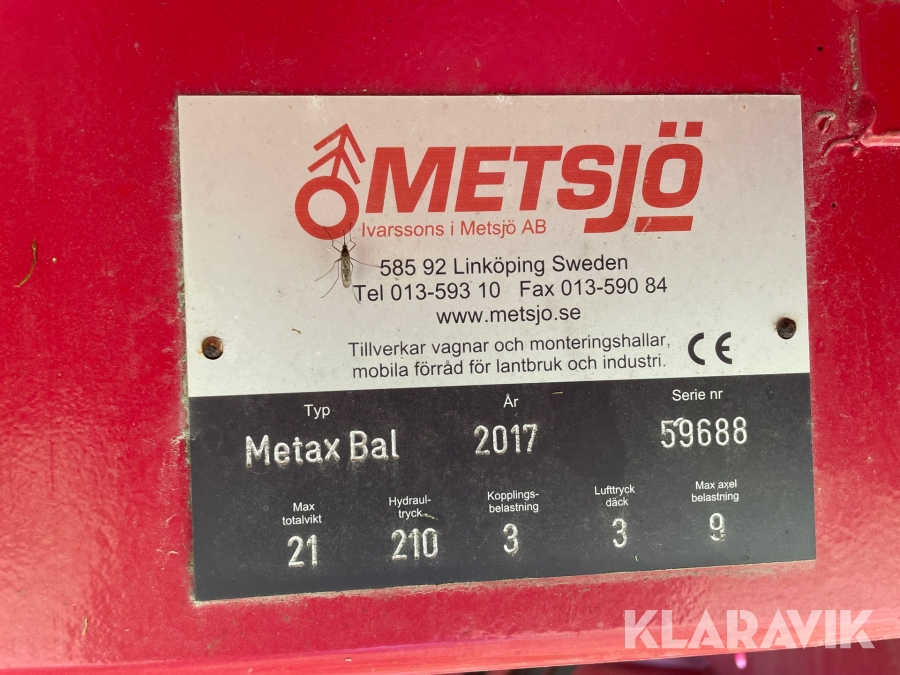 METSJÖ
Ivarssons i Metsjö AB
585 92 Linköping Sweden
Tel 013-593 10 Fax 013-590 84
www.metsjo.se
Tillverkar vagnar och monteringshallar,
mobila förråd för lantbruk och industri.
CE
Typ År Serie nr
Metax Bal 2017 59688
Max totalvikt Hydraul-tryck Kopplings-belastning Lufttryck däck Max axel belastning
21 210 3 3 9
KLARAVIK